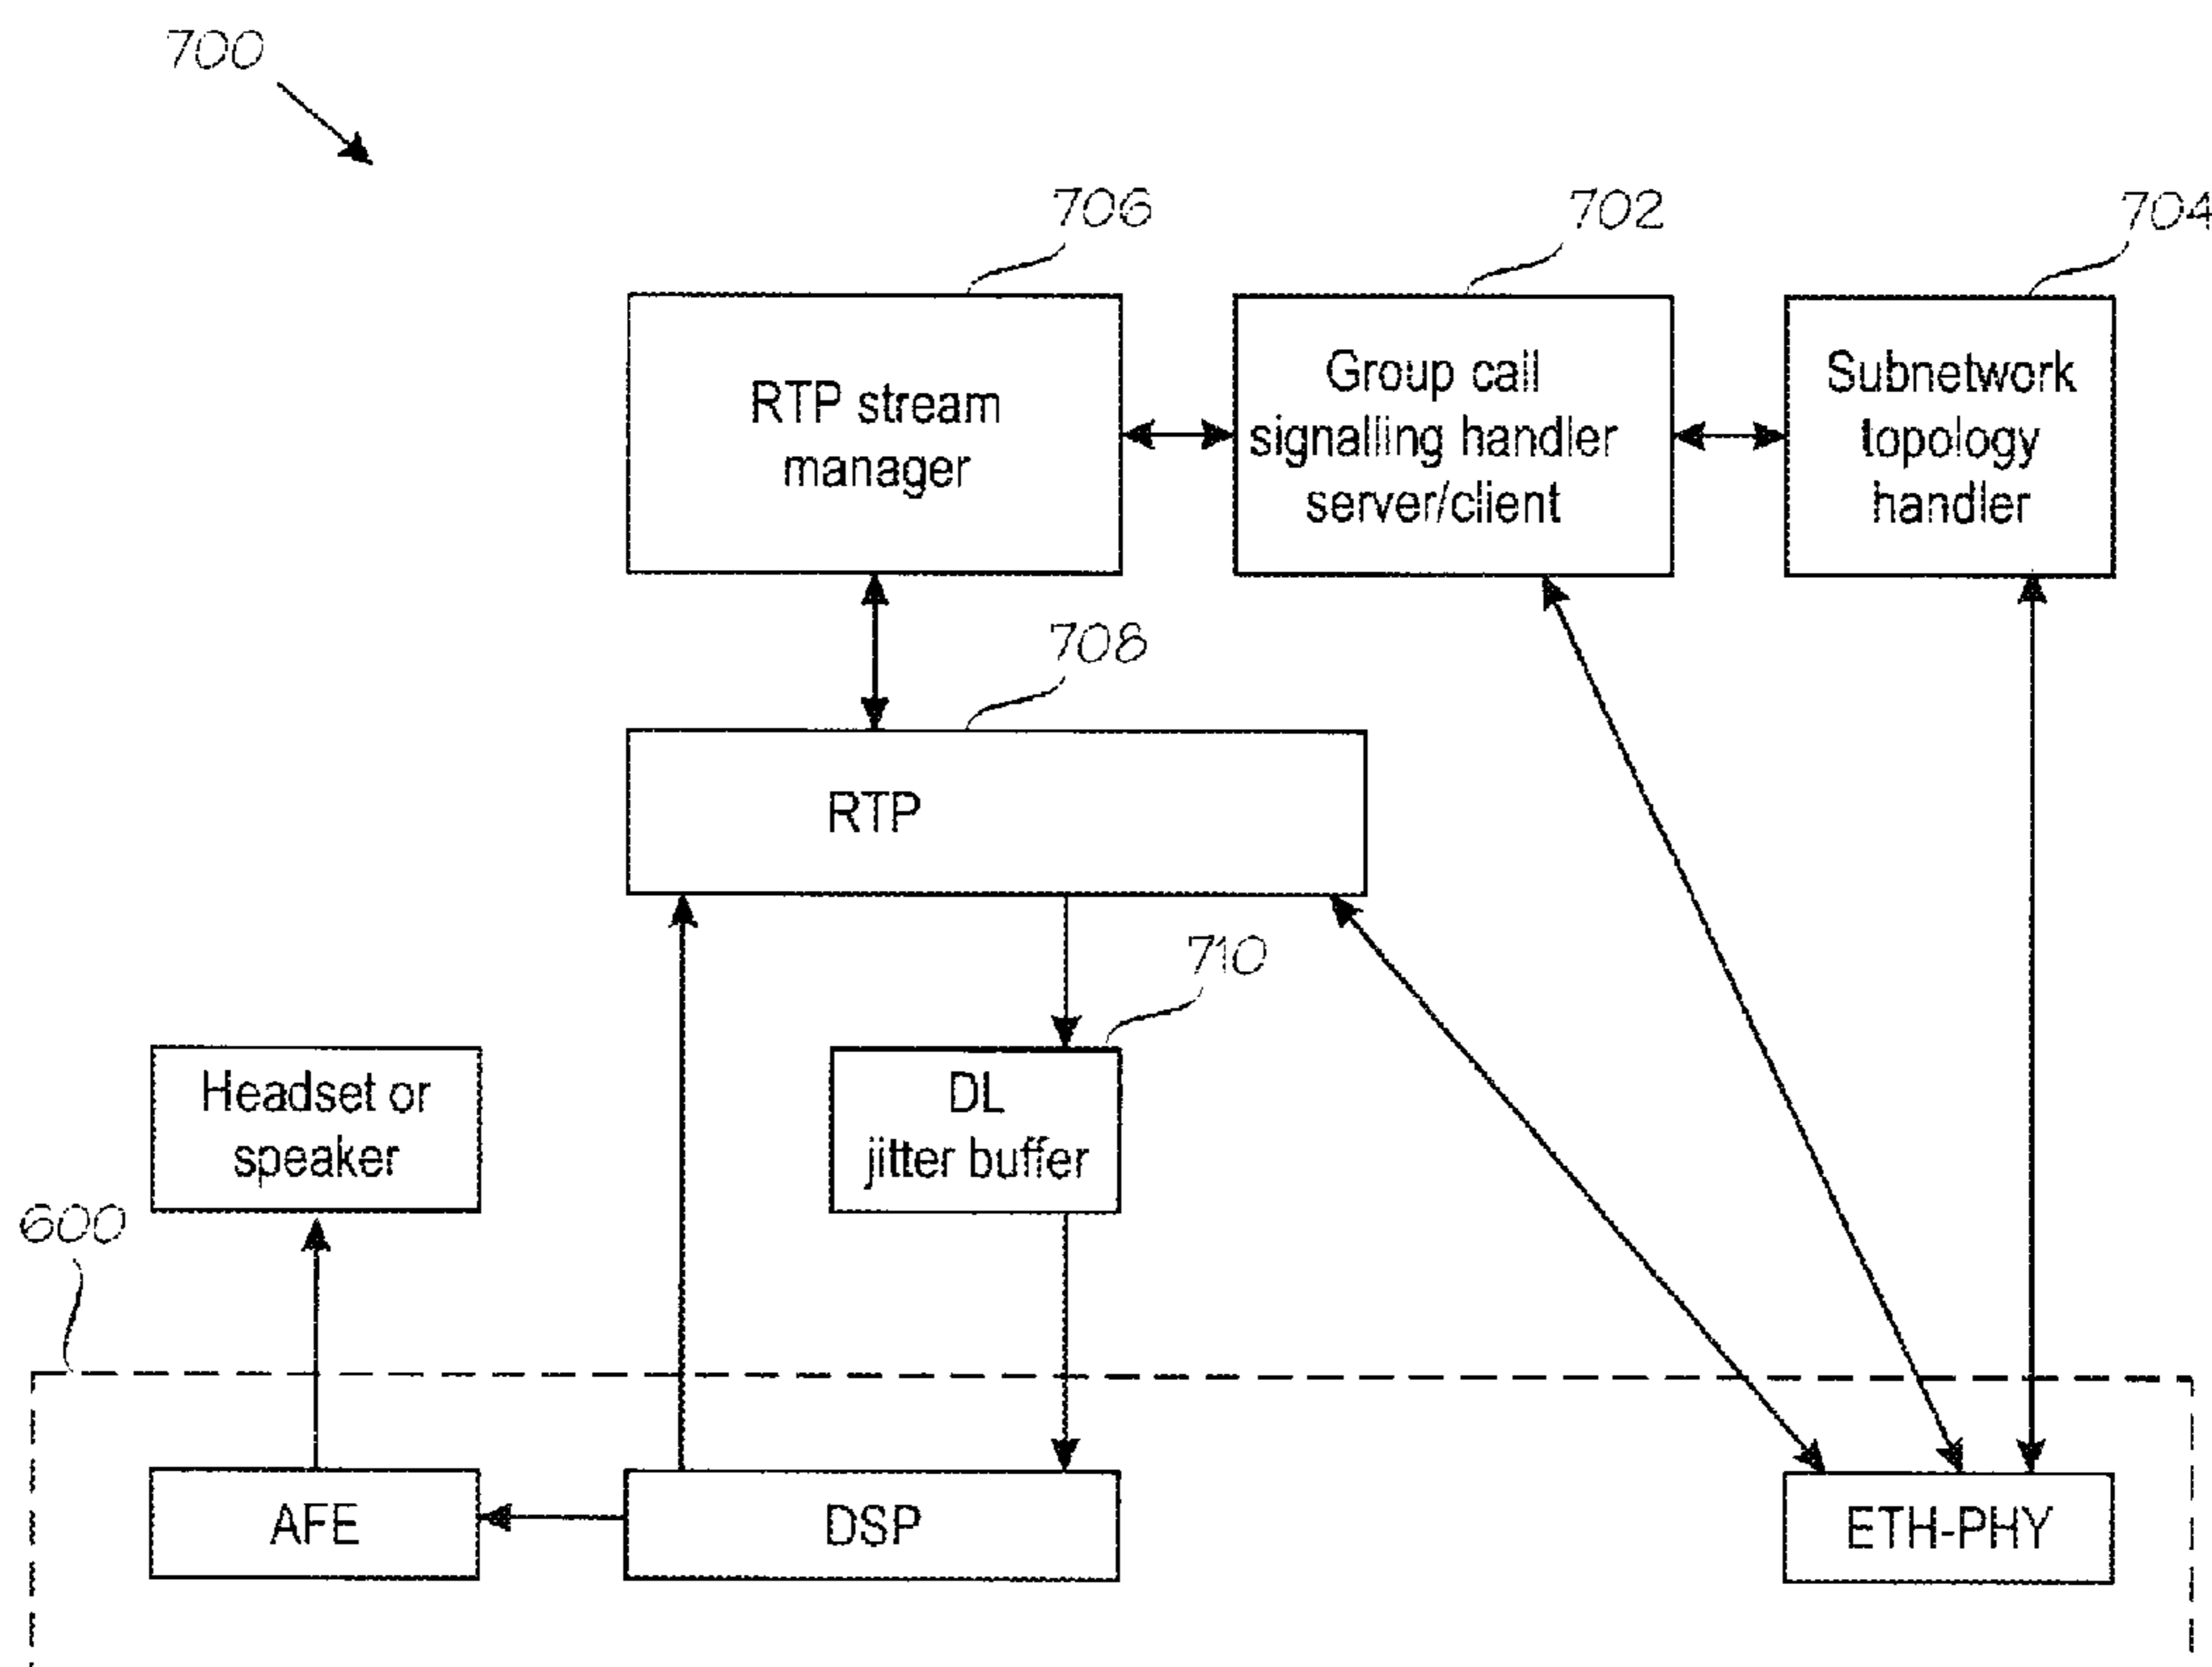 700
706
702
704
RTP stream
manager
Group call
signalling handler
server/client
Subnetwork
topology
handler
708
RTP
710
Headset or
speaker
DL
jitter buffer
600
AFE
DSP
ETH-PHY